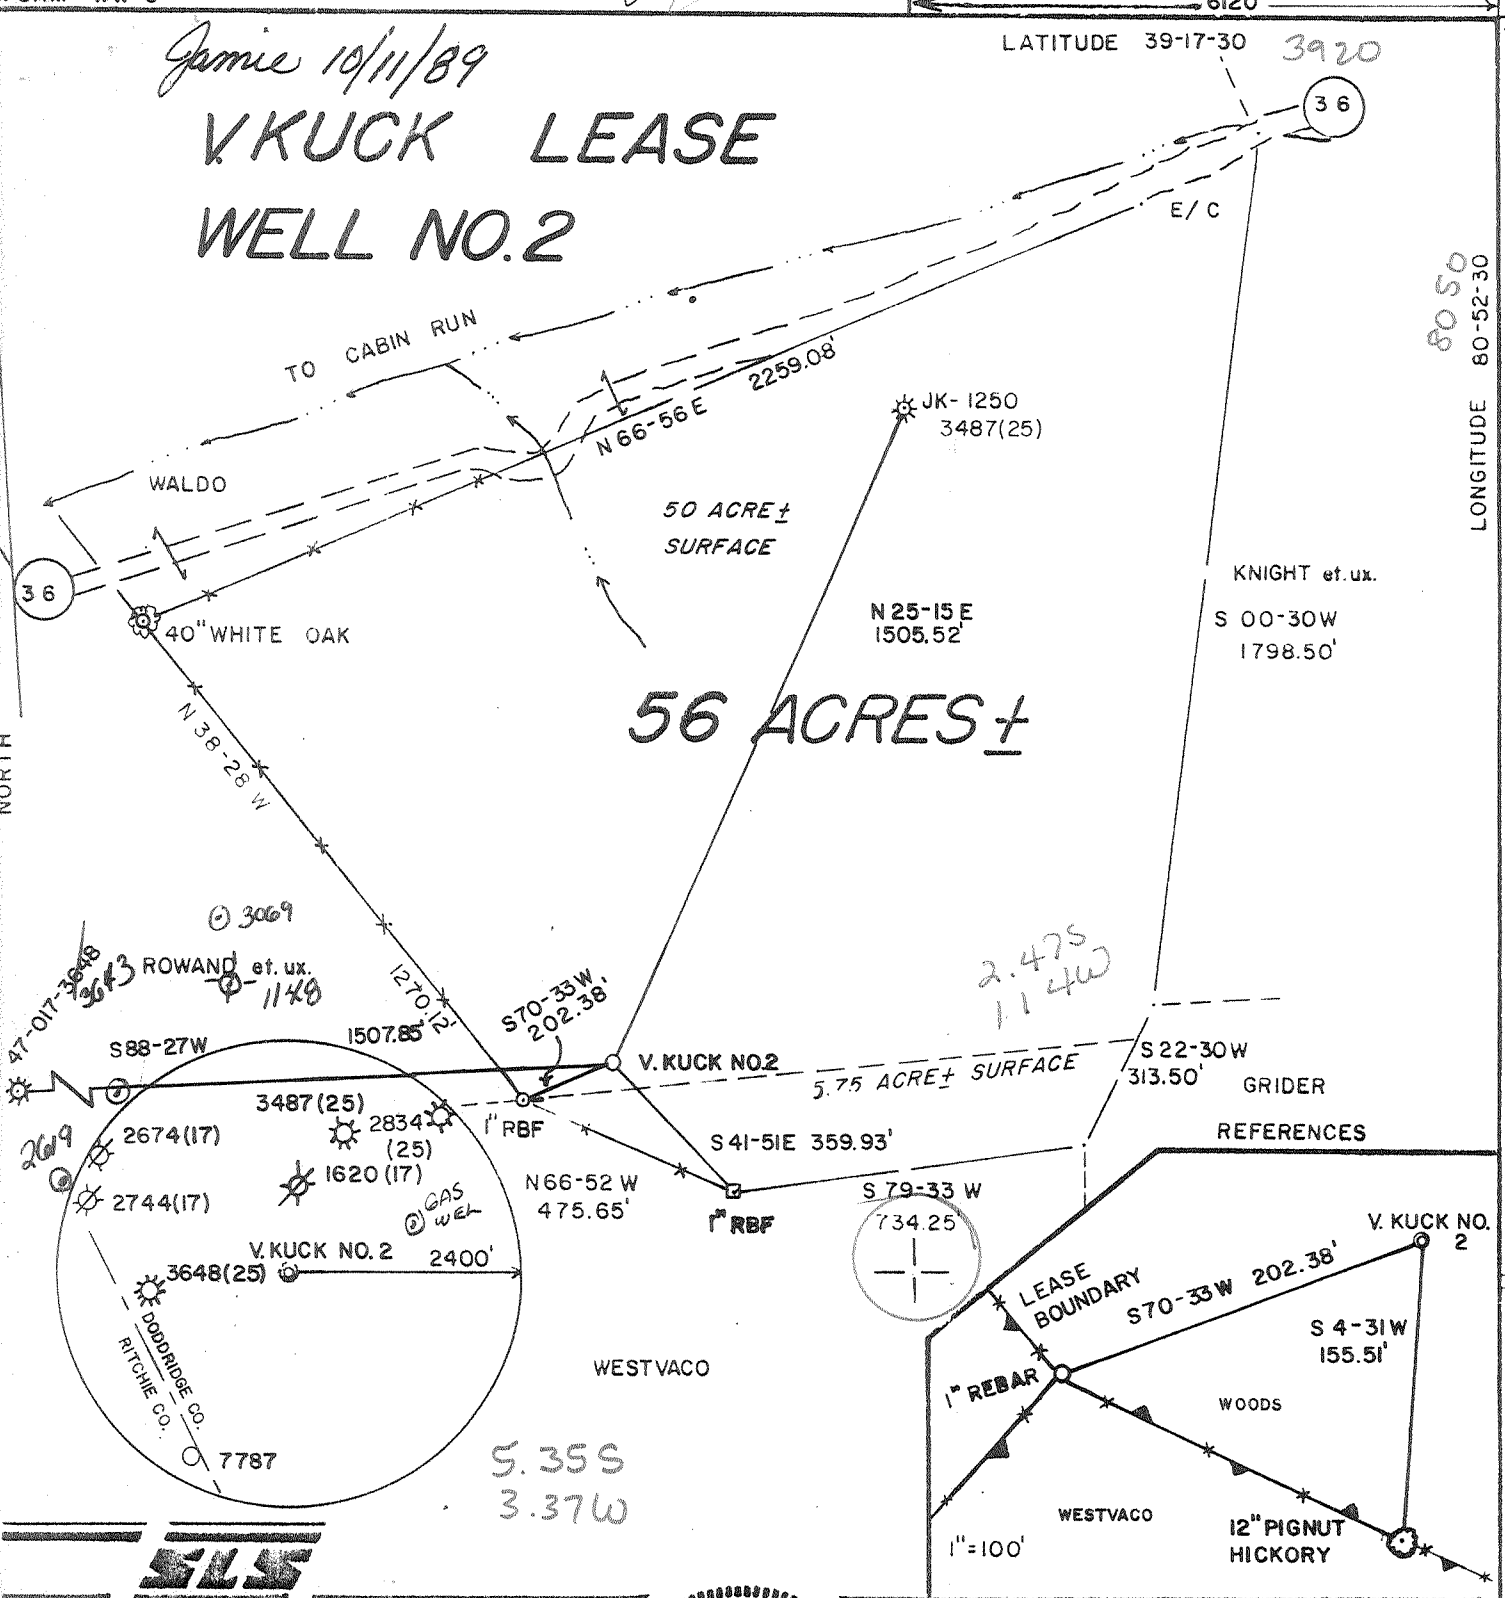 6120
LATITUDE 39-17-30
3920
Jamie 10/11/89
V. KUCK LEASE
WELL NO. 2
36
E/C
80 50
LONGITUDE 80-52-30
TO CABIN RUN
2259.08'
N 66-56 E
JK-1250
3487(25)
WALDO
50 ACRE±
SURFACE
36
KNIGHT et.ux.
S 00-30W
1798.50'
N 25-15 E
1505.52'
40" WHITE OAK
56 ACRES±
N 38-28 W
1270.12'
NORTH
3069
47-017-3648
3643
ROWAND et. ux.
1148
2.47S
1.14W
S70-33W
202.38'
S88-27W
1507.85'
V. KUCK NO.2
5.75 ACRE± SURFACE
S 22-30W
313.50'
GRIDER
3487(25)
2834
(25)
1" RBF
S41-51E 359.93'
REFERENCES
2674(17)
2619
1620(17)
N66-52 W
475.65'
2744(17)
GAS
WEL
1" RBF
S 79-33 W
734.25'
V. KUCK NO.
2
V. KUCK NO. 2
2400'
3648(25)
LEASE
BOUNDARY
S70-33W 202.38'
S 4-31W
155.51'
DODDRIDGE CO.
RITCHIE CO.
WESTVACO
1" REBAR
WOODS
7787
5.35S
3.37W
WESTVACO
12" PIGNUT
HICKORY
1"=100'
SLS